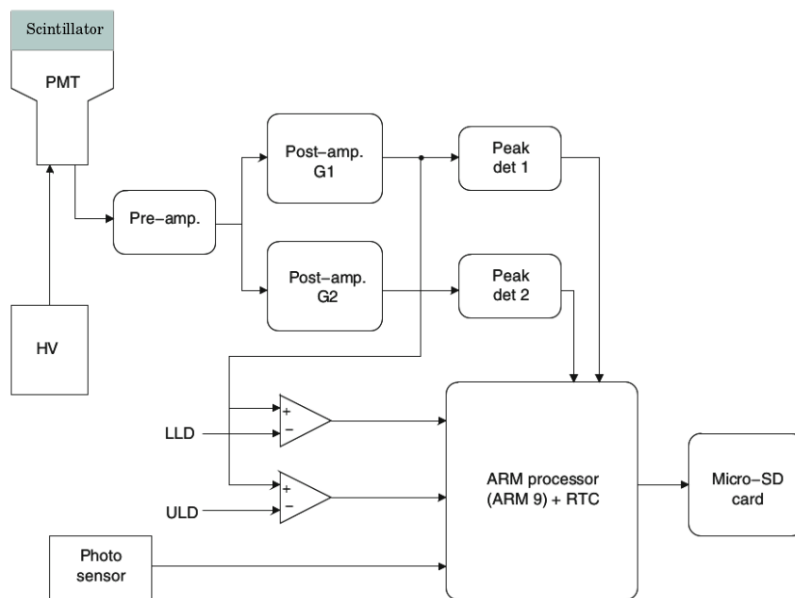 Scintillator
PMT
Post–amp.
G1
Peak
det 1
Pre–amp.
Post–amp.
G2
Peak
det 2
HV
LLD
+
−
ULD
+
−
ARM processor
(ARM 9) + RTC
Micro–SD
card
Photo
sensor